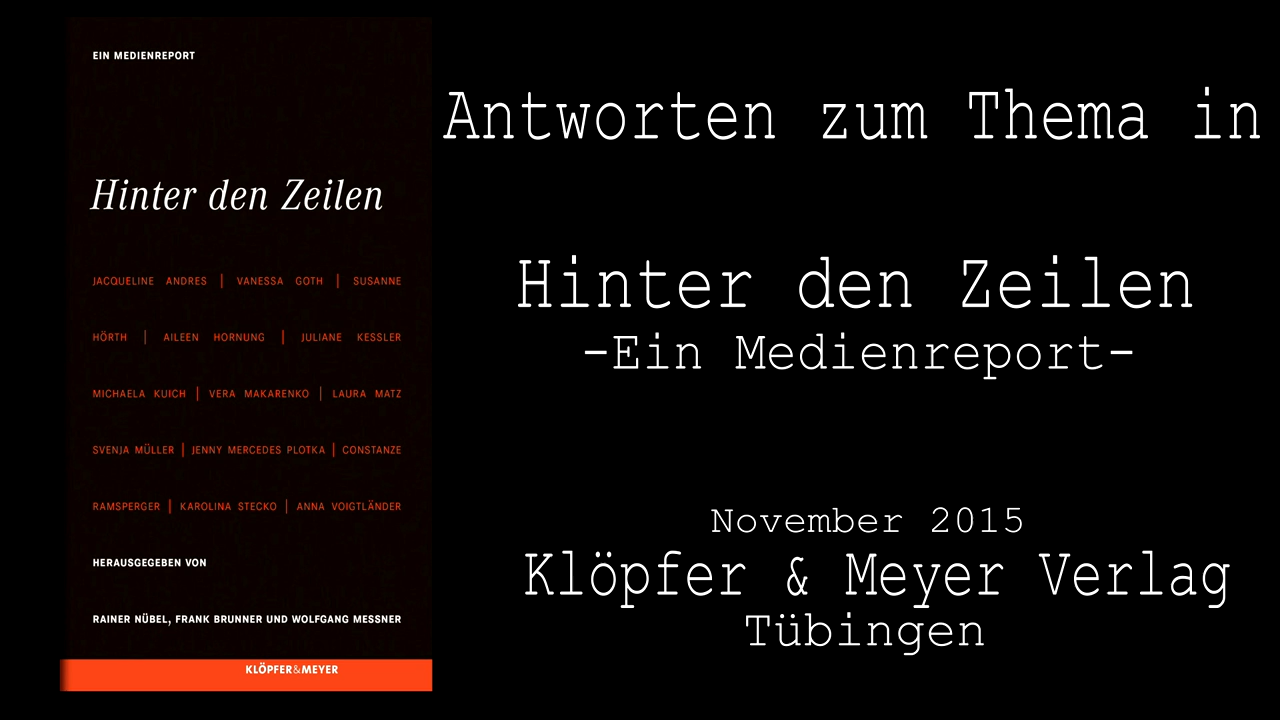 EIN MEDIENREPORT
Hinter den Zeilen
JACQUELINE ANDRES | VANESSA GOTH | SUSANNE
HÖRTH | AILEEN HORNUNG | JULIANE KESSLER
MICHAELA KUICH | VERA MAKARENKO | LAURA MATZ
SVENJA MÜLLER | JENNY MERCEDES PLOTKA | CONSTANZE
RAMSPERGER | KAROLINA STECKO | ANNA VOIGTLÄNDER
HERAUSGEGEBEN VON
RAINER NÜBEL, FRANK BRUNNER UND WOLFGANG MESSNER
KLÖPFER&MEYER
Antworten zum Thema in
Hinter den Zeilen
-Ein Medienreport-
November 2015
Klöpfer & Meyer Verlag
Tübingen